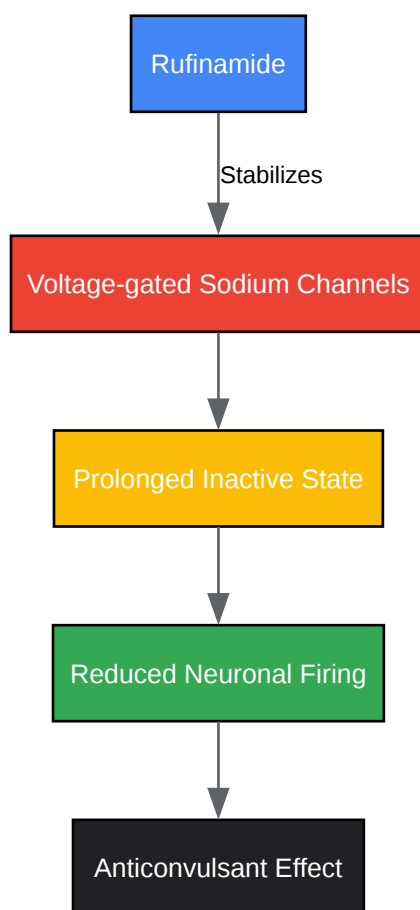 Rufinamide
Stabilizes
Voltage-gated Sodium Channels
Prolonged Inactive State
Reduced Neuronal Firing
Anticonvulsant Effect